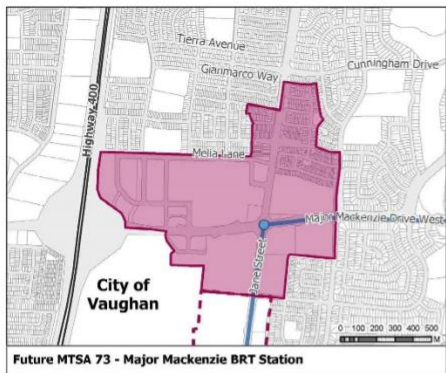 Tierra Avenue
Cunningham Drive
Gianmarco Way
Highway 400
Melia Lane
Major Mackenzie Drive West
Jane Street
City of
Vaughan
0 100 200 300 400 500
M
Future MTSA 73 - Major Mackenzie BRT Station